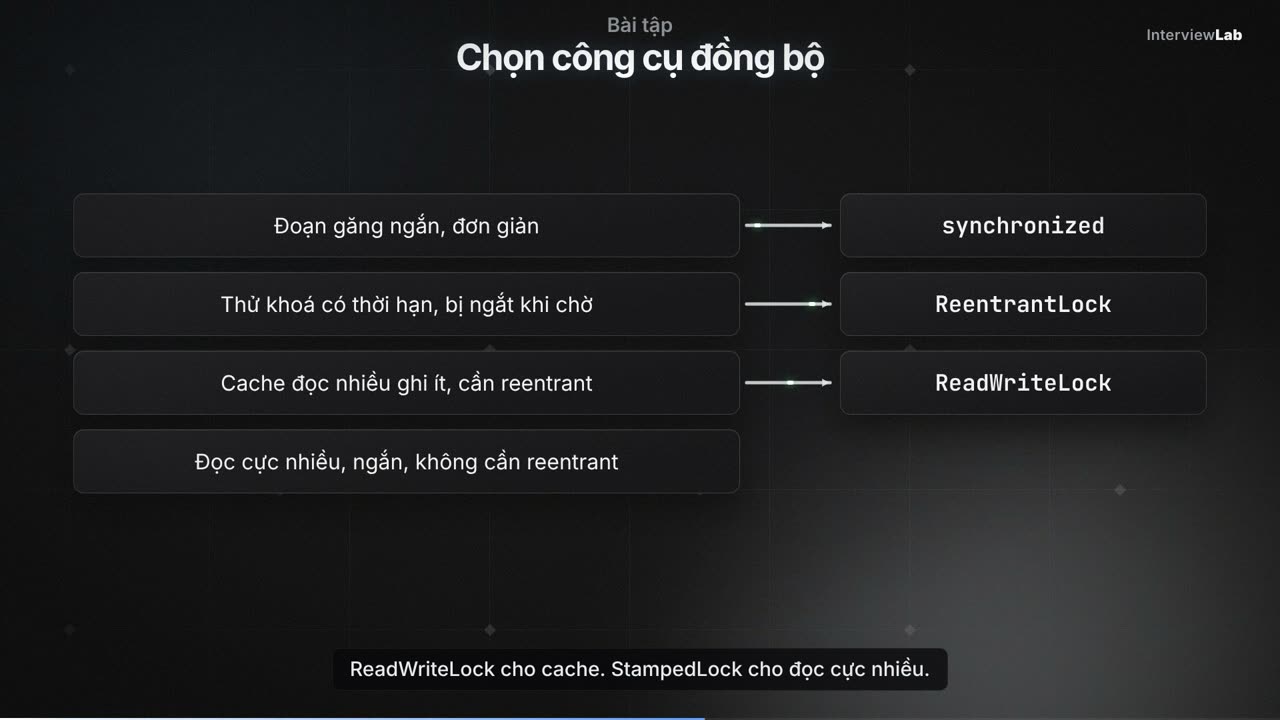 Bài tập
Chọn công cụ đồng bộ
InterviewLab
Đoạn găng ngắn, đơn giản
synchronized
Thử khoá có thời hạn, bị ngắt khi chờ
ReentrantLock
Cache đọc nhiều ghi ít, cần reentrant
ReadWriteLock
Đọc cực nhiều, ngắn, không cần reentrant
ReadWriteLock cho cache. StampedLock cho đọc cực nhiều.